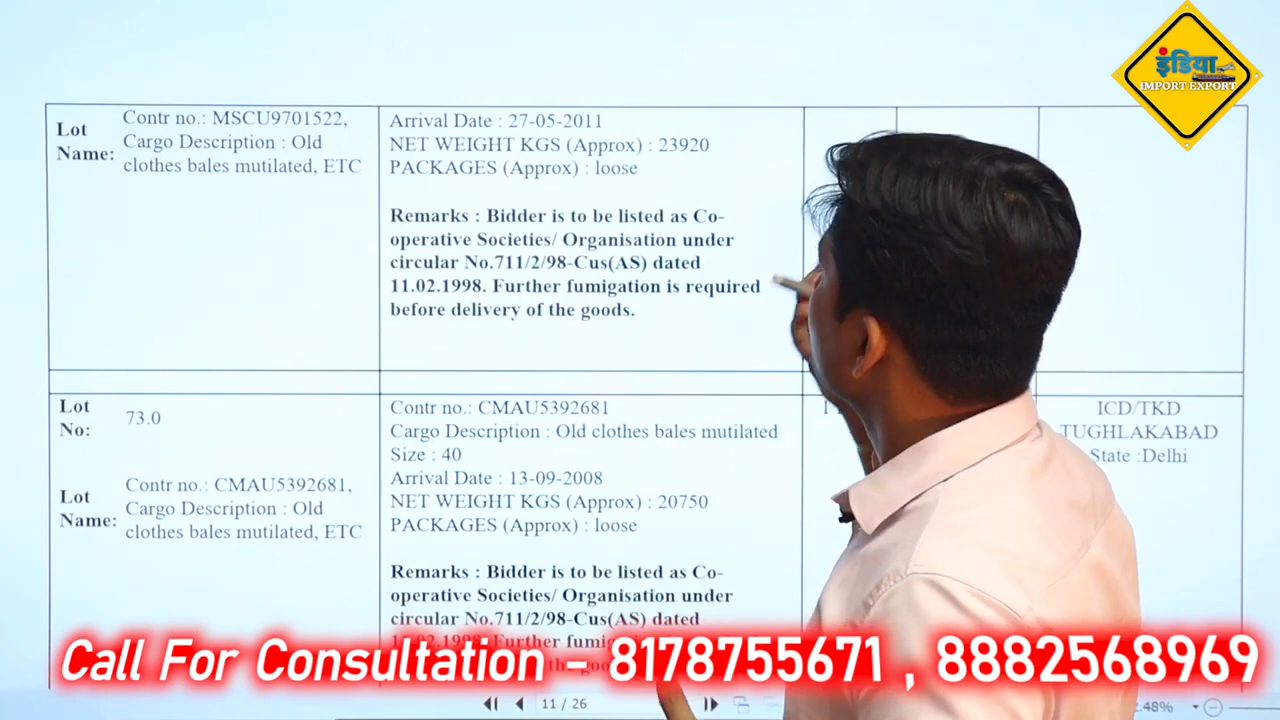 इंडिया
IMPORT EXPORT
Lot Name:
Contr no.: MSCU9701522,
Cargo Description : Old
clothes bales mutilated, ETC
Arrival Date : 27-05-2011
NET WEIGHT KGS (Approx) : 23920
PACKAGES (Approx) : loose
Remarks : Bidder is to be listed as Co-
operative Societies/ Organisation under
circular No.711/2/98-Cus(AS) dated
11.02.1998. Further fumigation is required
before delivery of the goods.
Lot No:
73.0
Lot Name:
Contr no.: CMAU5392681,
Cargo Description : Old
clothes bales mutilated, ETC
Contr no.: CMAU5392681
Cargo Description : Old clothes bales mutilated
Size : 40
Arrival Date : 13-09-2008
NET WEIGHT KGS (Approx) : 20750
PACKAGES (Approx) : loose
Remarks : Bidder is to be listed as Co-
operative Societies/ Organisation under
circular No.711/2/98-Cus(AS) dated
Further
ICD/TKD
TUGHLAKABAD
State :Delhi
Call For Consultation – 8178755671 , 8882568969
11 / 26